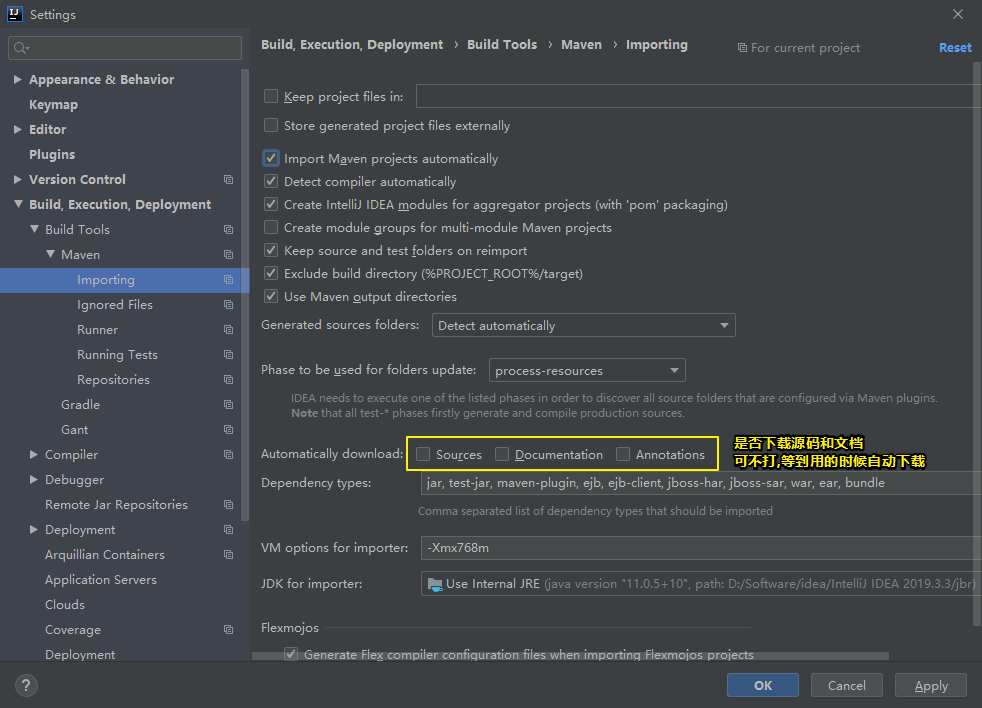 Settings
Build, Execution, Deployment › Build Tools › Maven › Importing
For current project
Reset
Appearance & Behavior
Keymap
Editor
Plugins
Version Control
Build, Execution, Deployment
Build Tools
Maven
Importing
Ignored Files
Runner
Running Tests
Repositories
Gradle
Gant
Compiler
Debugger
Remote Jar Repositories
Deployment
Arquillian Containers
Application Servers
Clouds
Coverage
Deployment
Keep project files in:
Store generated project files externally
Import Maven projects automatically
Detect compiler automatically
Create IntelliJ IDEA modules for aggregator projects (with 'pom' packaging)
Create module groups for multi-module Maven projects
Keep source and test folders on reimport
Exclude build directory (%PROJECT_ROOT%/target)
Use Maven output directories
Generated sources folders: Detect automatically
Phase to be used for folders update: process-resources
IDEA needs to execute one of the listed phases in order to discover all source folders that are configured via Maven plugins.
Note that all test-* phases firstly generate and compile production sources.
Automatically download: Sources Documentation Annotations
是否下载源码和文档
可不打,等到用的时候自动下载
Dependency types: jar, test-jar, maven-plugin, ejb, ejb-client, jboss-har, jboss-sar, war, ear, bundle
Comma separated list of dependency types that should be imported
VM options for importer: -Xmx768m
JDK for importer: Use Internal JRE (java version "11.0.5+10", path: D:/Software/idea/IntelliJ IDEA 2019.3.3/jbr)
Flexmojos
Generate Flex compiler configuration files when importing Flexmojos projects
?
OK
Cancel
Apply